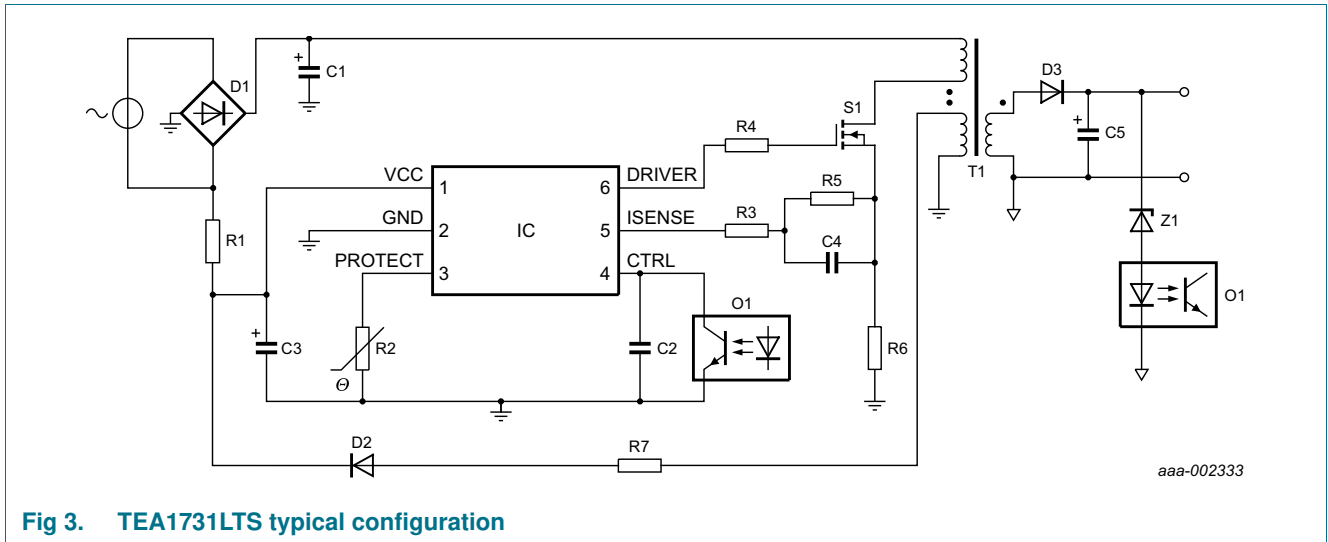 D1
C1
R1
VCC
1
GND
2
PROTECT
3
IC
6
DRIVER
5
ISENSE
4
CTRL
R4
S1
R3
R5
C4
R6
C3
R2
Θ
C2
O1
D2
R7
T1
D3
C5
Z1
O1
+
+
+
aaa-002333
Fig 3. TEA1731LTS typical configuration